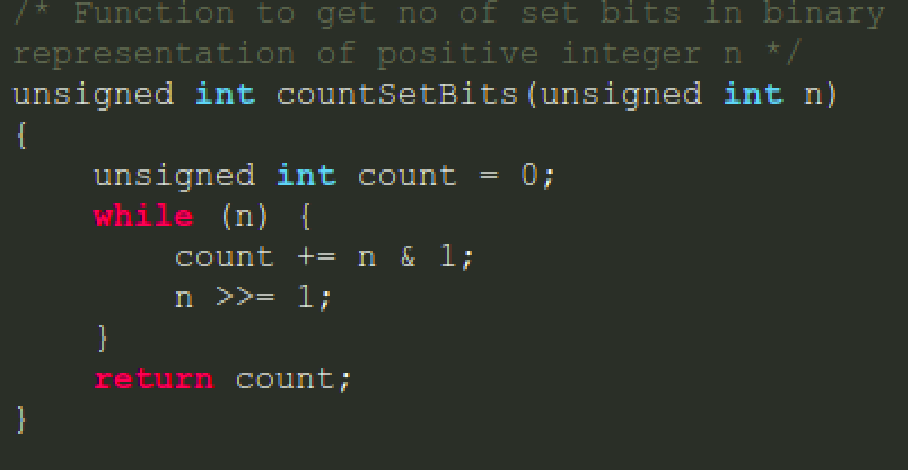 /* Function to get no of set bits in binary
representation of positive integer n */
unsigned int countSetBits(unsigned int n)
{
    unsigned int count = 0;
    while (n) {
        count += n & 1;
        n >>= 1;
    }
    return count;
}